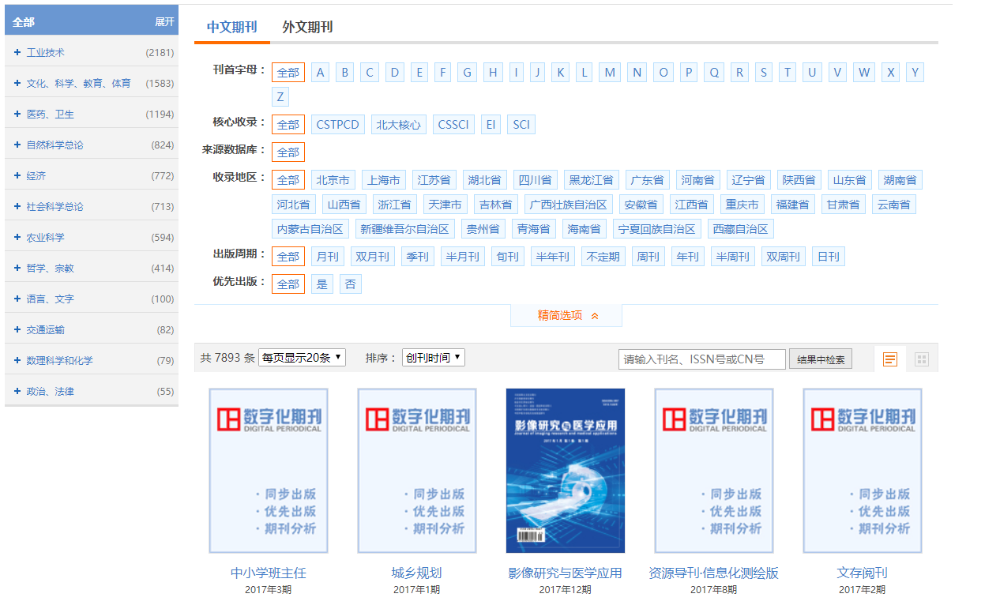 全部 展开
工业技术 (2181)
文化、科学、教育、体育 (1583)
医药、卫生 (1194)
自然科学总论 (824)
经济 (772)
社会科学总论 (713)
农业科学 (594)
哲学、宗教 (414)
语言、文字 (100)
交通运输 (82)
数理科学和化学 (79)
政治、法律 (55)
中文期刊 外文期刊
刊首字母： 全部 A B C D E F G H I J K L M N O P Q R S T U V W X Y
Z
核心收录： 全部 CSTPCD 北大核心 CSSCI EI SCI
来源数据库： 全部
收录地区： 全部 北京市 上海市 江苏省 湖北省 四川省 黑龙江省 广东省 河南省 辽宁省 陕西省 山东省 湖南省
河北省 山西省 浙江省 天津市 吉林省 广西壮族自治区 安徽省 江西省 重庆市 福建省 甘肃省 云南省
内蒙古自治区 新疆维吾尔自治区 贵州省 青海省 海南省 宁夏回族自治区 西藏自治区
出版周期： 全部 月刊 双月刊 季刊 半月刊 旬刊 半年刊 不定期 周刊 年刊 半周刊 双周刊 日刊
优先出版： 全部 是 否
精简选项
共 7893 条 每页显示20条 排序： 创刊时间 请输入刊名、ISSN号或CN号 结果中检索
数字化期刊
DIGITAL PERIODICAL
· 同步出版
· 优先出版
· 期刊分析
数字化期刊
DIGITAL PERIODICAL
· 同步出版
· 优先出版
· 期刊分析
影像研究与医学应用
Journal of imaging research and medical applications
2017年1月 第1卷 第1期
数字化期刊
DIGITAL PERIODICAL
· 同步出版
· 优先出版
· 期刊分析
数字化期刊
DIGITAL PERIODICAL
· 同步出版
· 优先出版
· 期刊分析
中小学班主任 城乡规划 影像研究与医学应用 资源导刊·信息化测绘版 文存阅刊
2017年3期 2017年1期 2017年12期 2017年8期 2017年2期